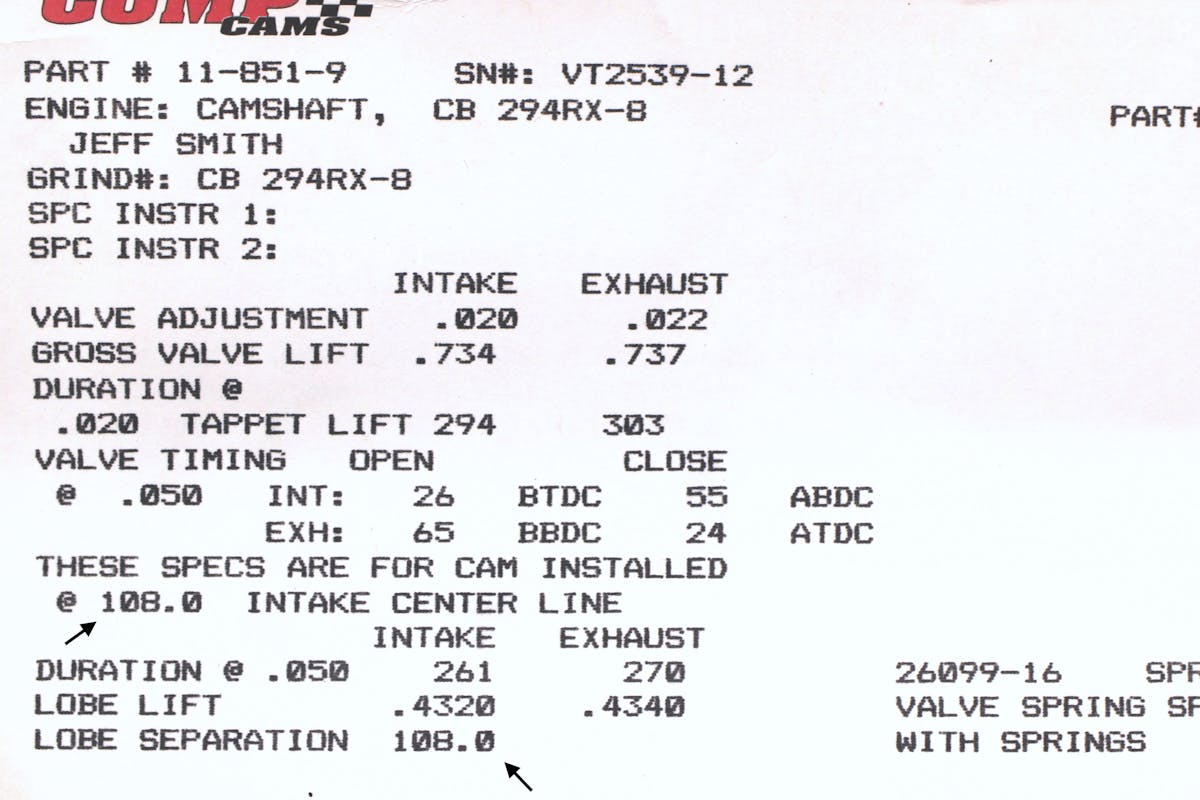 COMP
CAMS
PART # 11-851-9 SN#: VT2539-12
ENGINE: CAMSHAFT, CB 294RX-8
PART#
JEFF SMITH
GRIND#: CB 294RX-8
SPC INSTR 1:
SPC INSTR 2:
INTAKE EXHAUST
VALVE ADJUSTMENT .020 .022
GROSS VALVE LIFT .734 .737
DURATION @
.020 TAPPET LIFT 294 303
VALVE TIMING OPEN CLOSE
@ .050 INT: 26 BTDC 55 ABDC
EXH: 65 BBDC 24 ATDC
THESE SPECS ARE FOR CAM INSTALLED
@ 108.0 INTAKE CENTER LINE
INTAKE EXHAUST
DURATION @ .050 261 270
LOBE LIFT .4320 .4340
LOBE SEPARATION 108.0
26099-16 SPR
VALVE SPRING SP
WITH SPRINGS